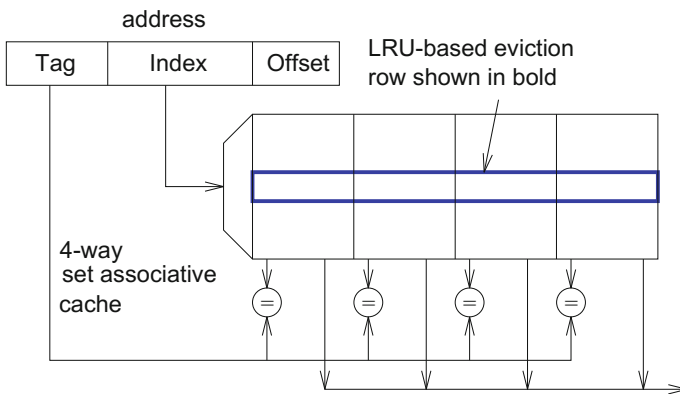 address
Tag Index Offset
LRU-based eviction
row shown in bold
4-way
set associative
cache
= = = =